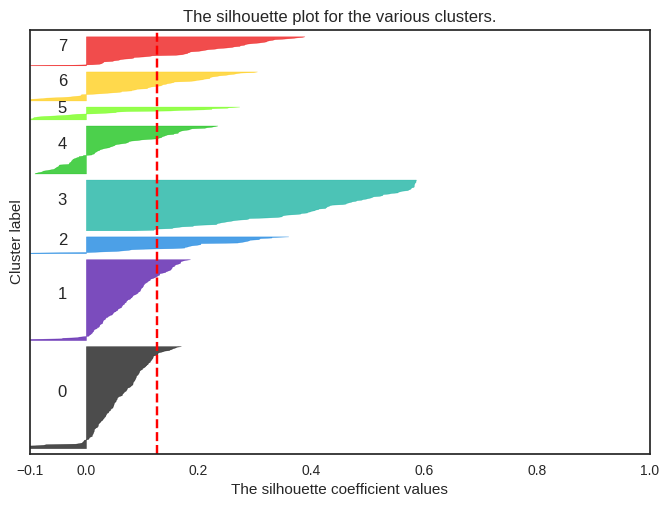 The silhouette plot for the various clusters.
7
6
5
4
3
2
1
0
Cluster label
−0.1 0.0 0.2 0.4 0.6 0.8 1.0
The silhouette coefficient values